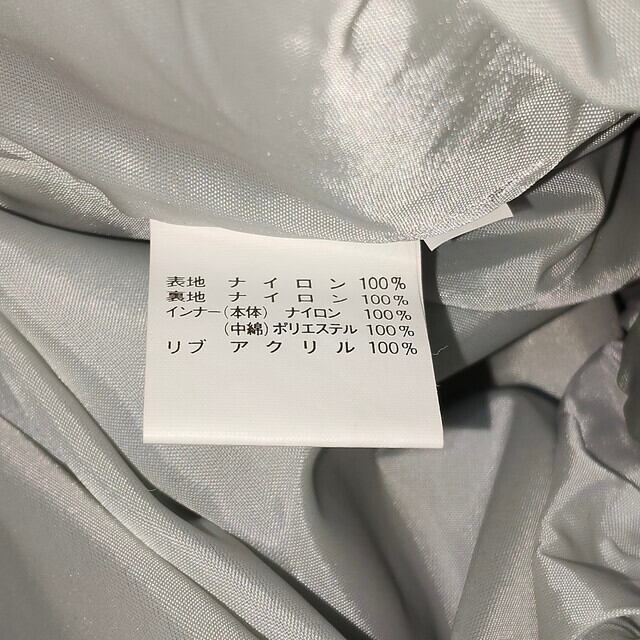 表地 ナイロン 100%
裏地 ナイロン 100%
インナー(本体) ナイロン 100%
(中綿)ポリエステル 100%
リブ アクリル 100%